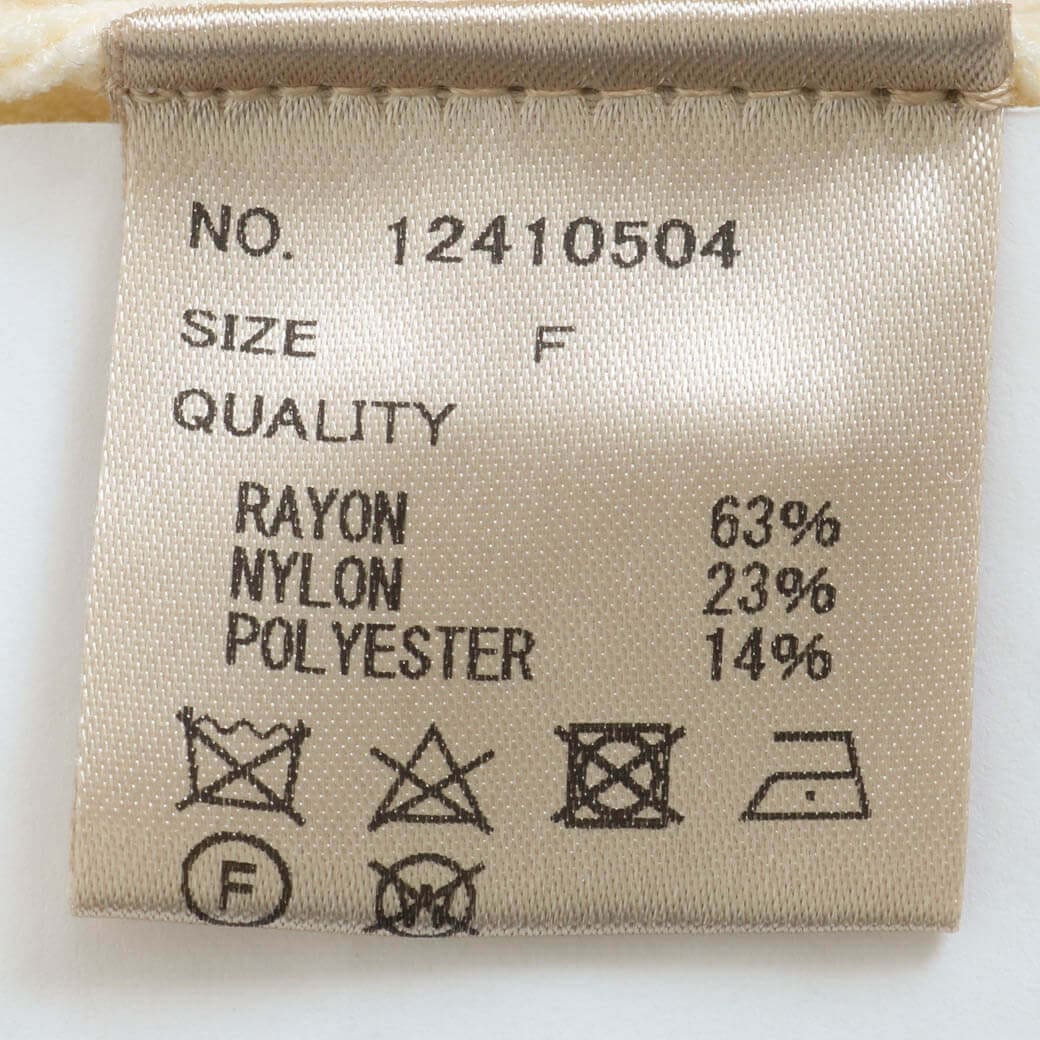 NO. 12410504
SIZE F
QUALITY
RAYON 63%
NYLON 23%
POLYESTER 14%
F
W